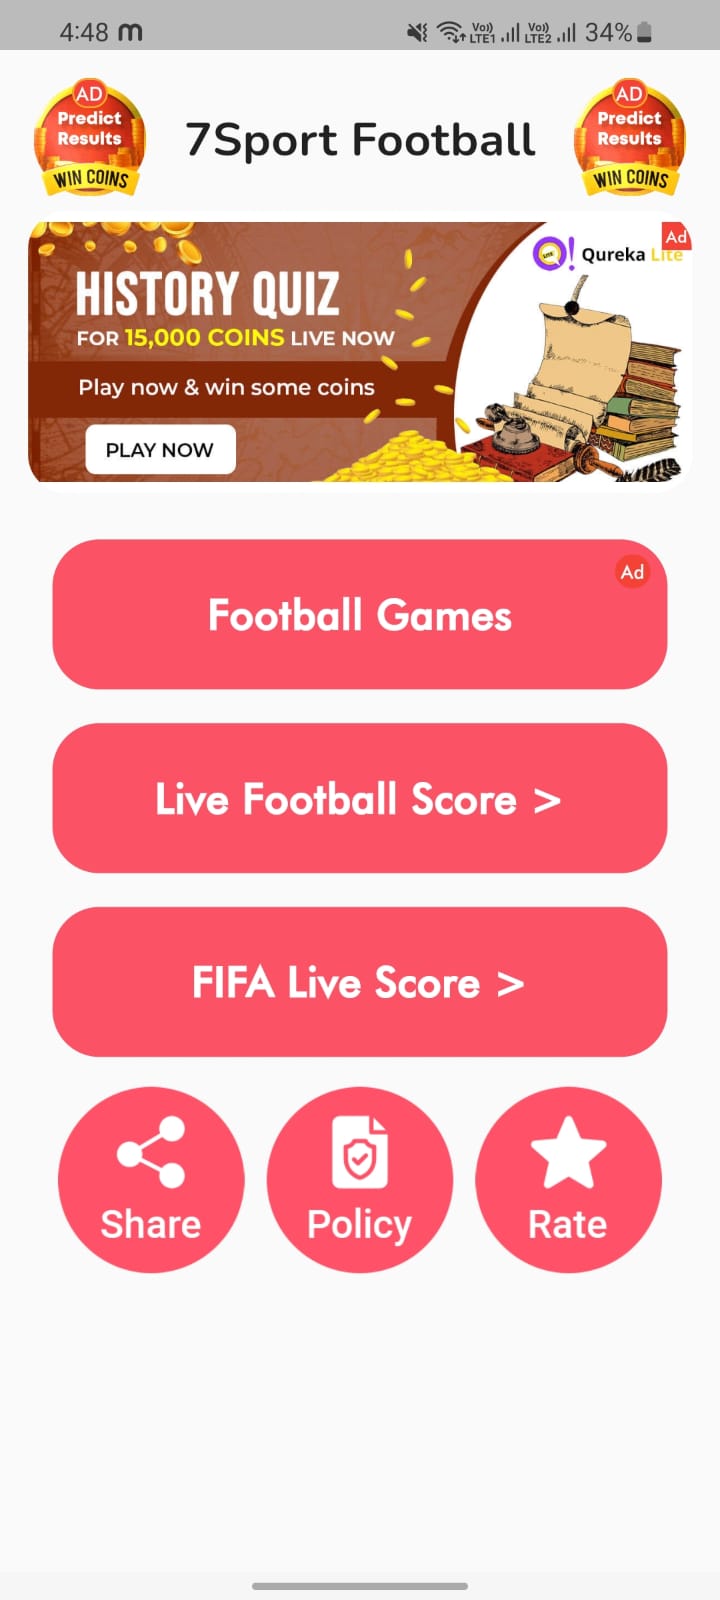 4:48 m
Vo)) LTE1 Vo)) LTE2 34%
AD
Predict
Results
WIN COINS
7Sport Football
AD
Predict
Results
WIN COINS
Ad
Qureka Lite
HISTORY QUIZ
FOR 15,000 COINS LIVE NOW
Play now & win some coins
PLAY NOW
Ad
Football Games
Live Football Score >
FIFA Live Score >
Share
Policy
Rate